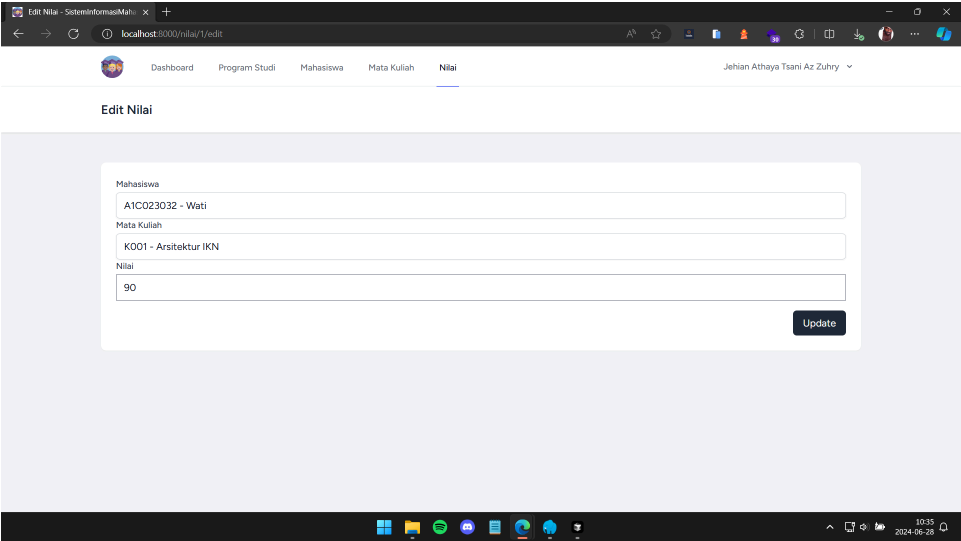 Edit Nilai - SistemInformasiMaha
localhost:8000/nilai/1/edit
30
Dashboard Program Studi Mahasiswa Mata Kuliah Nilai Jehian Athaya Tsani Az Zuhry
Edit Nilai
Mahasiswa
A1C023032 - Wati
Mata Kuliah
K001 - Arsitektur IKN
Nilai
90
Update
10:35
2024-06-28